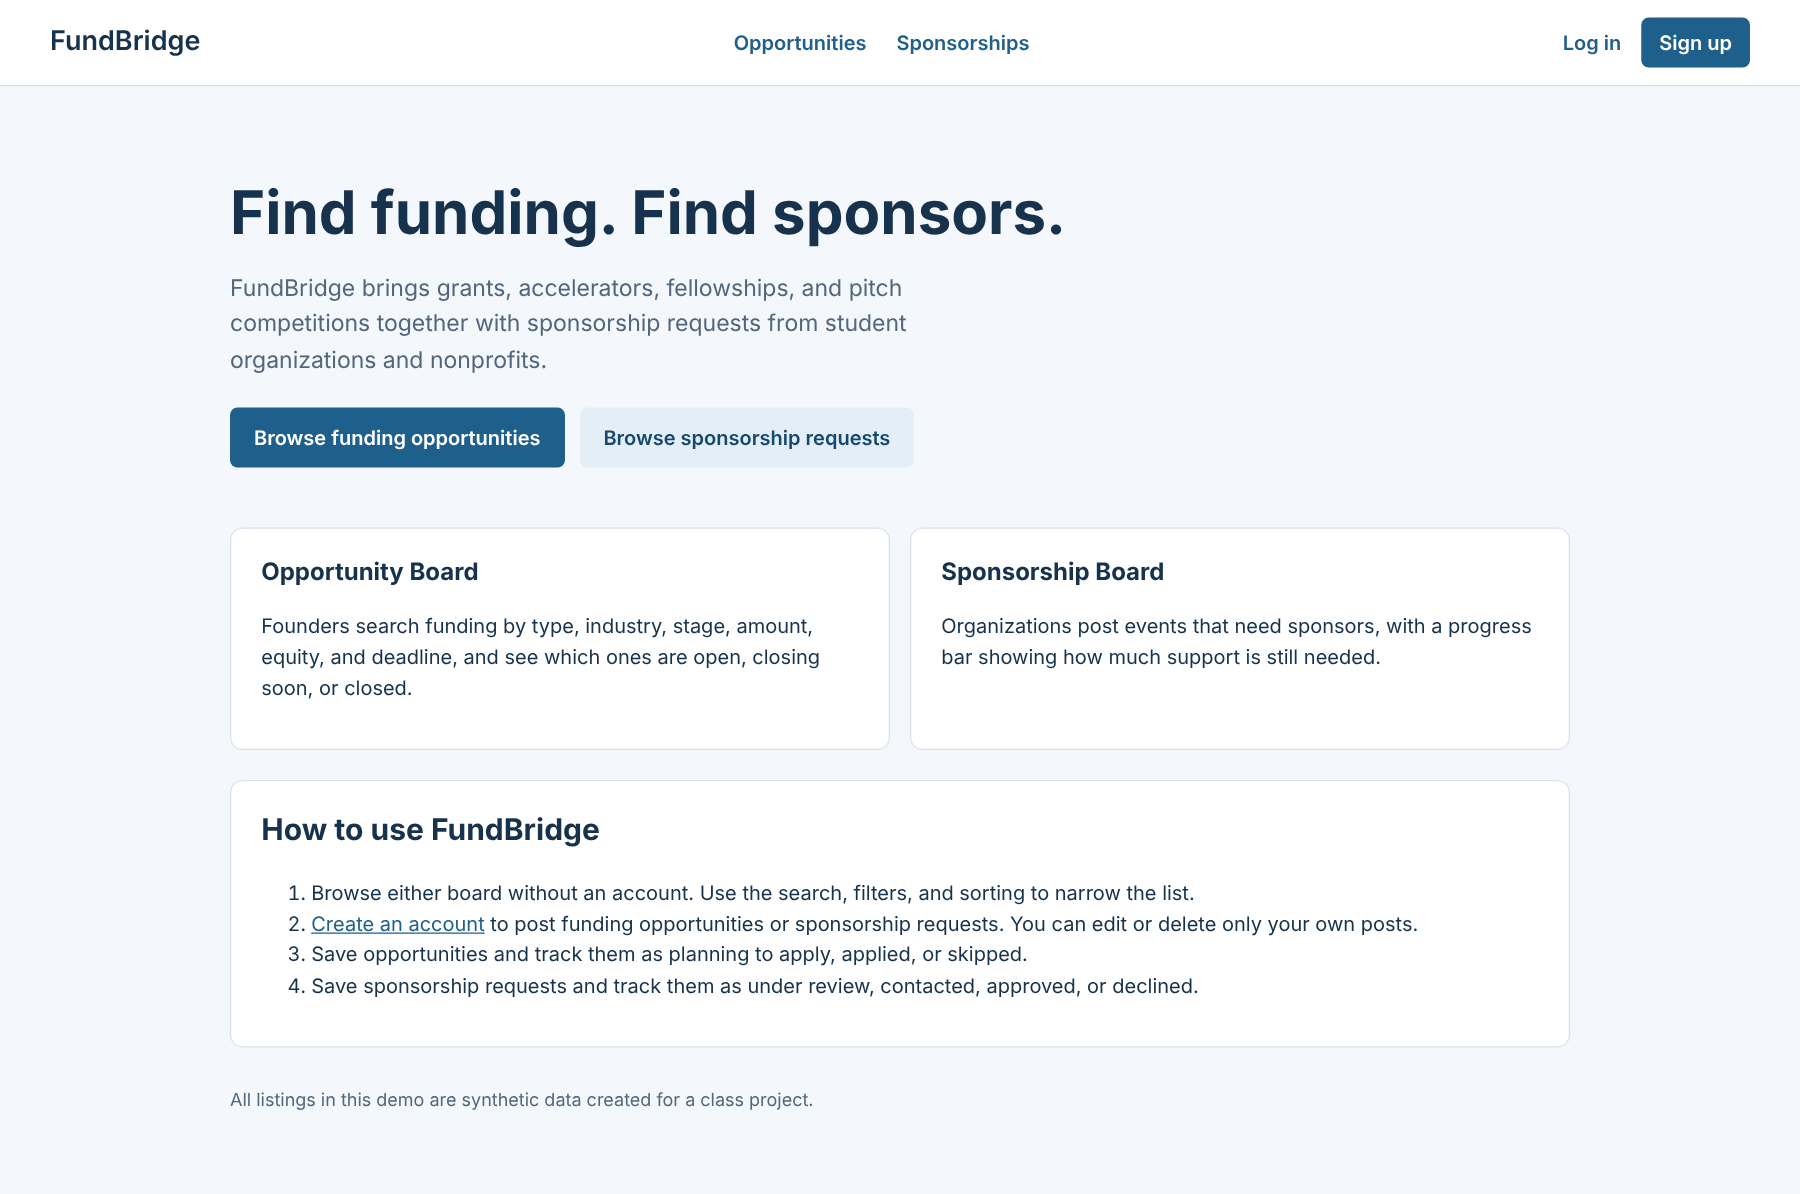 FundBridge
Opportunities
Sponsorships
Log in
Sign up
Find funding. Find sponsors.
FundBridge brings grants, accelerators, fellowships, and pitch
competitions together with sponsorship requests from student
organizations and nonprofits.
Browse funding opportunities
Browse sponsorship requests
Opportunity Board
Founders search funding by type, industry, stage, amount,
equity, and deadline, and see which ones are open, closing
soon, or closed.
Sponsorship Board
Organizations post events that need sponsors, with a progress
bar showing how much support is still needed.
How to use FundBridge
1. Browse either board without an account. Use the search, filters, and sorting to narrow the list.
2. Create an account to post funding opportunities or sponsorship requests. You can edit or delete only your own posts.
3. Save opportunities and track them as planning to apply, applied, or skipped.
4. Save sponsorship requests and track them as under review, contacted, approved, or declined.
All listings in this demo are synthetic data created for a class project.